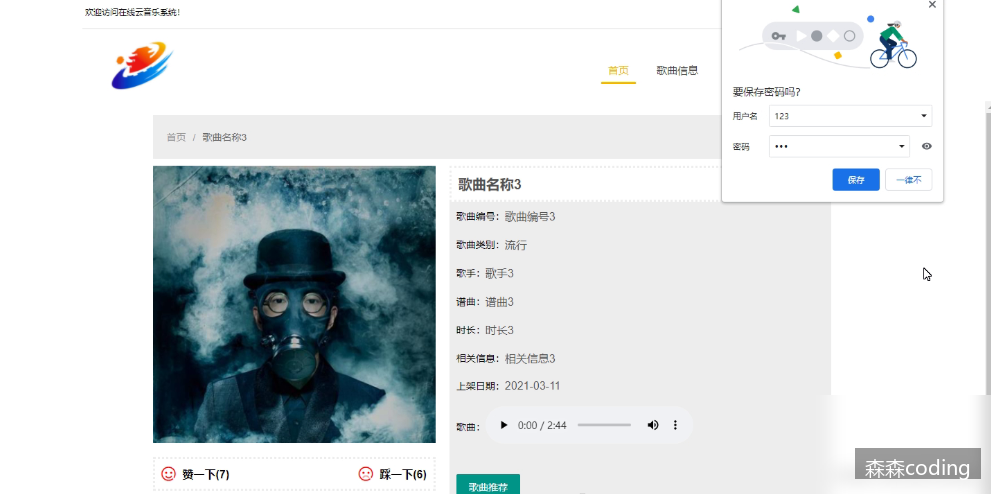 欢迎访问在线云音乐系统！
首页
歌曲信息
要保存密码吗？
用户名
123
密码
•••
保存
一律不
首页 / 歌曲名称3
歌曲名称3
歌曲编号：歌曲编号3
歌曲类别：流行
歌手：歌手3
谱曲：谱曲3
时长：时长3
相关信息：相关信息3
上架日期：2021-03-11
歌曲：
0:00 / 2:44
赞一下(7)
踩一下(6)
歌曲推荐
森森coding